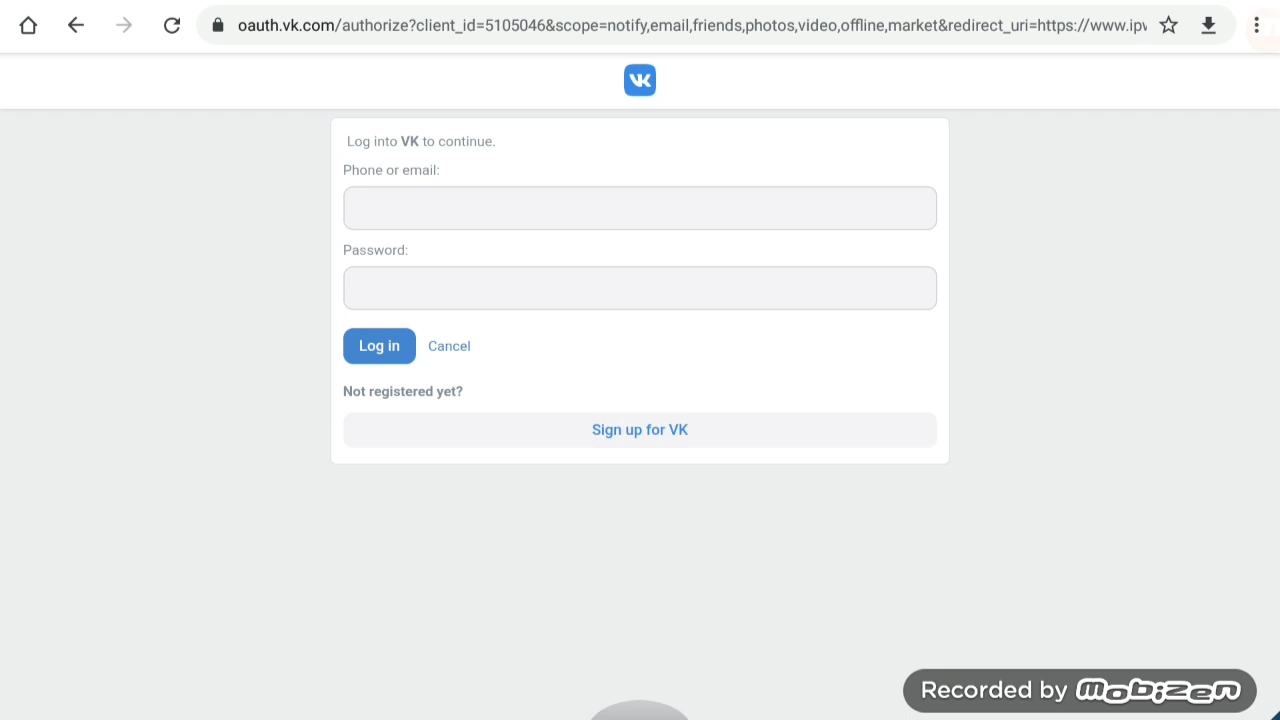 oauth.vk.com/authorize?client_id=5105046&scope=notify,email,friends,photos,video,offline,market&redirect_uri=https://www.ipv
VK
Log into VK to continue.
Phone or email:
Password:
Log in Cancel
Not registered yet?
Sign up for VK
Recorded by mobizen